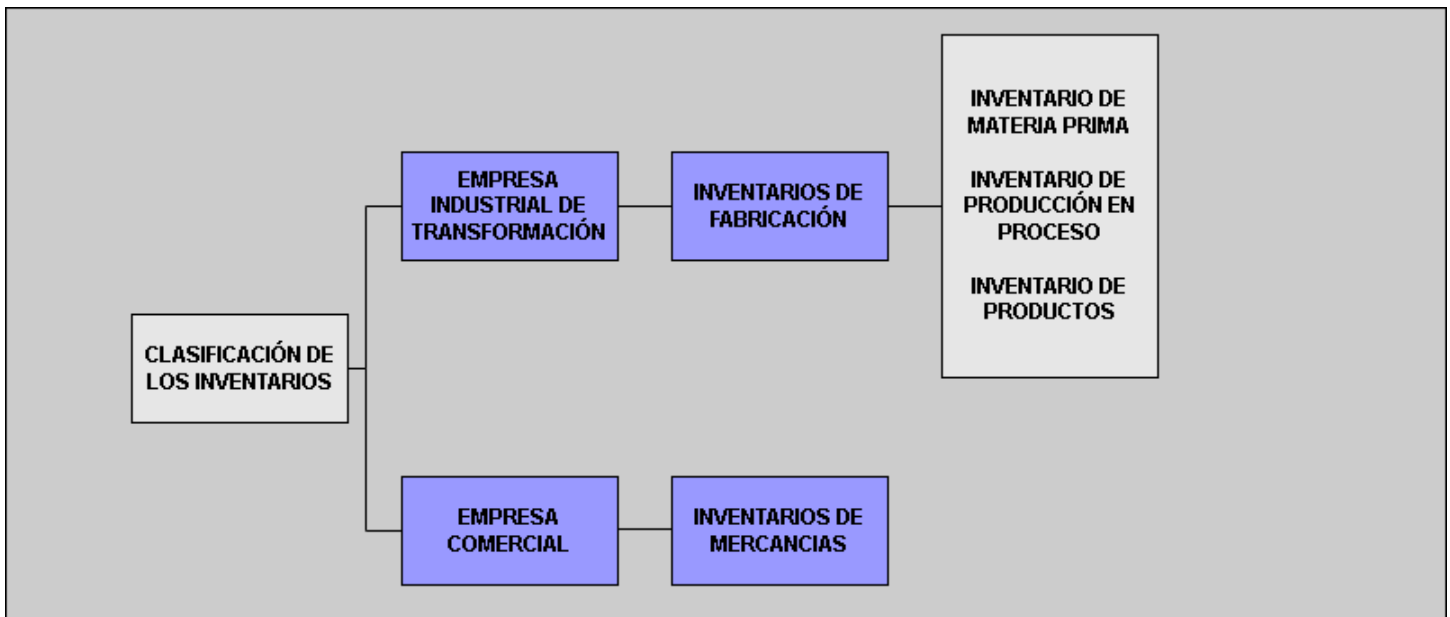 CLASIFICACIÓN DE
LOS INVENTARIOS
EMPRESA
INDUSTRIAL DE
TRANSFORMACIÓN
INVENTARIOS DE
FABRICACIÓN
INVENTARIO DE
MATERIA PRIMA
INVENTARIO DE
PRODUCCIÓN EN
PROCESO
INVENTARIO DE
PRODUCTOS
EMPRESA
COMERCIAL
INVENTARIOS DE
MERCANCIAS